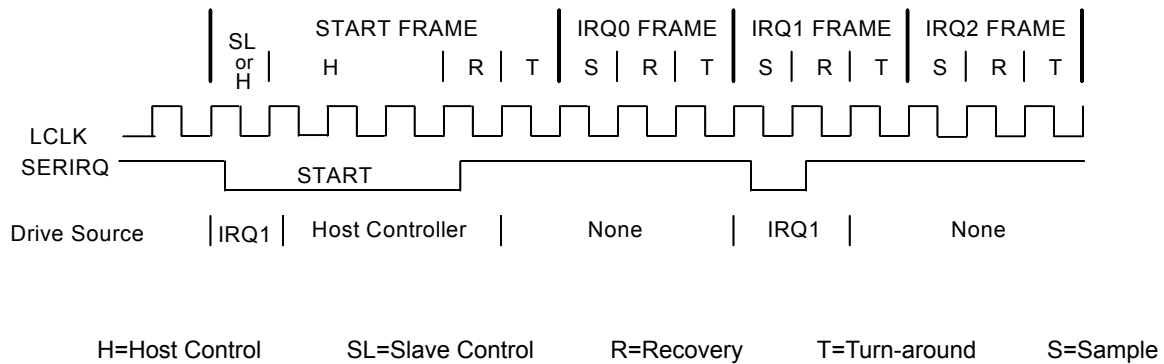 START FRAME IRQ0 FRAME IRQ1 FRAME IRQ2 FRAME
SL
or
H
H R T S R T S R T S R T
LCLK
SERIRQ
START
Drive Source IRQ1 Host Controller None IRQ1 None
H=Host Control SL=Slave Control R=Recovery T=Turn-around S=Sample